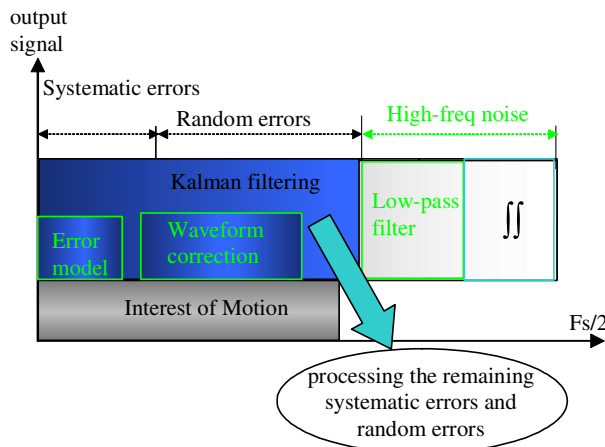 output
signal
Systematic errors
Random errors
High-freq noise
Kalman filtering
Low-pass
filter
∫∫
Error
model
Waveform
correction
Interest of Motion
Fs/2
processing the remaining
systematic errors and
random errors